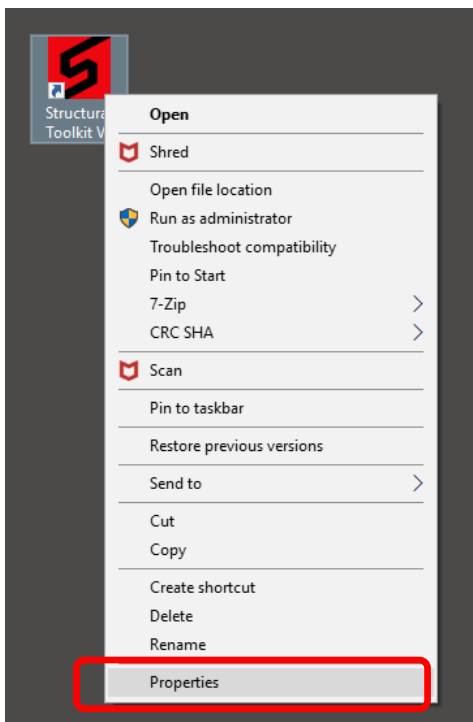 Structura
Toolkit V
Open
Shred
Open file location
Run as administrator
Troubleshoot compatibility
Pin to Start
7-Zip
CRC SHA
Scan
Pin to taskbar
Restore previous versions
Send to
Cut
Copy
Create shortcut
Delete
Rename
Properties